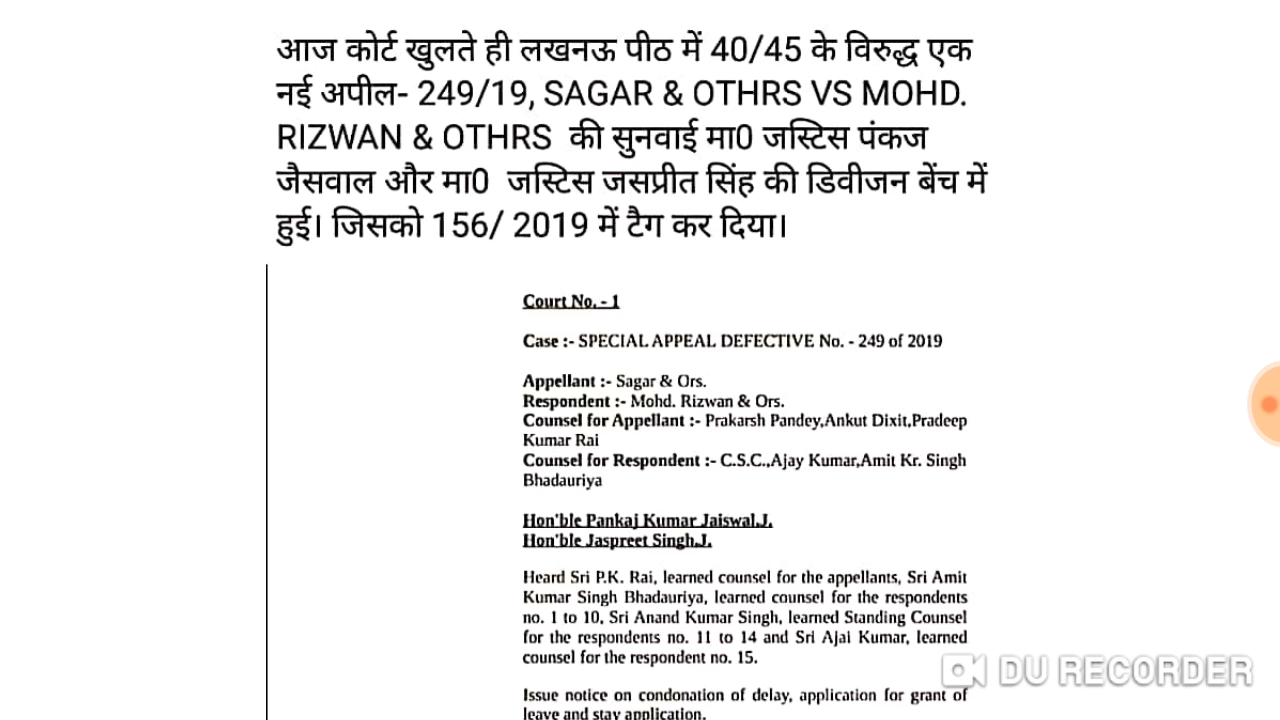 आज कोर्ट खुलते ही लखनऊ पीठ में 40/45 के विरुद्ध एक
नई अपील- 249/19, SAGAR & OTHRS VS MOHD.
RIZWAN & OTHRS की सुनवाई मा0 जस्टिस पंकज
जैसवाल और मा0 जस्टिस जसप्रीत सिंह की डिवीजन बेंच में
हुई। जिसको 156/ 2019 में टैग कर दिया।
Court No. - 1
Case :- SPECIAL APPEAL DEFECTIVE No. - 249 of 2019
Appellant :- Sagar & Ors.
Respondent :- Mohd. Rizwan & Ors.
Counsel for Appellant :- Prakarsh Pandey,Ankut Dixit,Pradeep
Kumar Rai
Counsel for Respondent :- C.S.C.,Ajay Kumar,Amit Kr. Singh
Bhadauriya
Hon'ble Pankaj Kumar Jaiswal,J.
Hon'ble Jaspreet Singh,J.
Heard Sri P.K. Rai, learned counsel for the appellants, Sri Amit
Kumar Singh Bhadauriya, learned counsel for the respondents
no. 1 to 10, Sri Anand Kumar Singh, learned Standing Counsel
for the respondents no. 11 to 14 and Sri Ajai Kumar, learned
counsel for the respondent no. 15.
DU RECORDER
Issue notice on condonation of delay, application for grant of
leave and stay application.